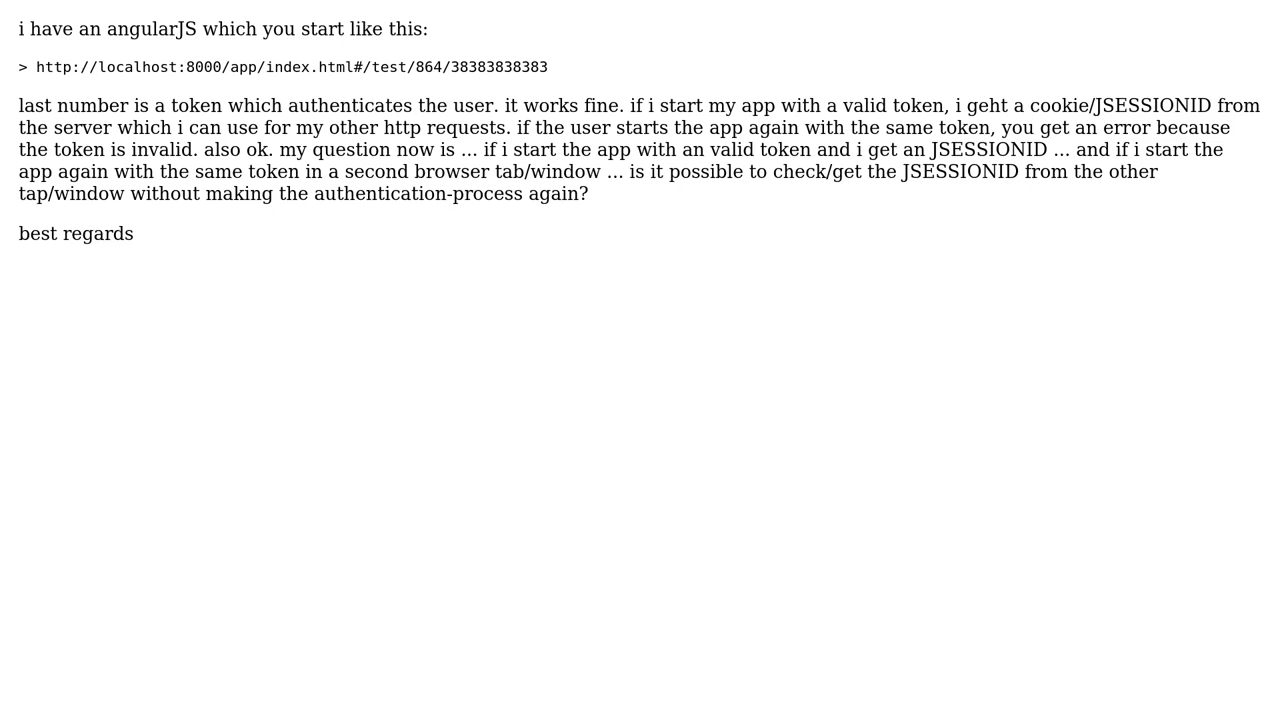 i have an angularJS which you start like this:
> http://localhost:8000/app/index.html#/test/864/38383838383
last number is a token which authenticates the user. it works fine. if i start my app with a valid token, i geht a cookie/JSESSIONID from
the server which i can use for my other http requests. if the user starts the app again with the same token, you get an error because
the token is invalid. also ok. my question now is ... if i start the app with an valid token and i get an JSESSIONID ... and if i start the
app again with the same token in a second browser tab/window ... is it possible to check/get the JSESSIONID from the other
tap/window without making the authentication-process again?
best regards